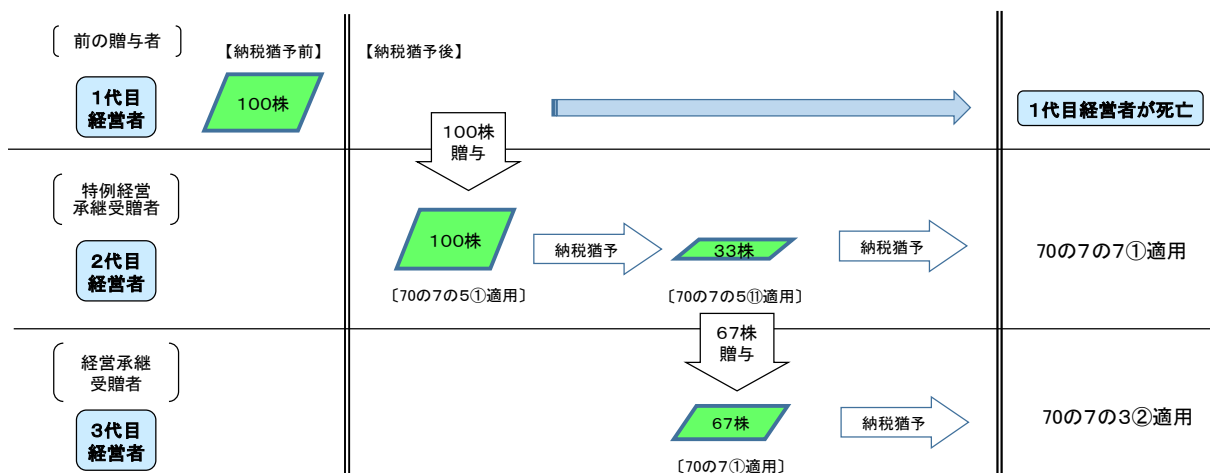 前の贈与者
1代目
経営者
【納税猶予前】
【納税猶予後】
100株
100株
贈与
1代目経営者が死亡
特例経営
承継受贈者
2代目
経営者
100株
〔70の7の5①適用〕
納税猶予
33株
〔70の7の5⑪適用〕
納税猶予
70の7の7①適用
67株
贈与
経営承継
受贈者
3代目
経営者
67株
〔70の7①適用〕
納税猶予
70の7の3②適用